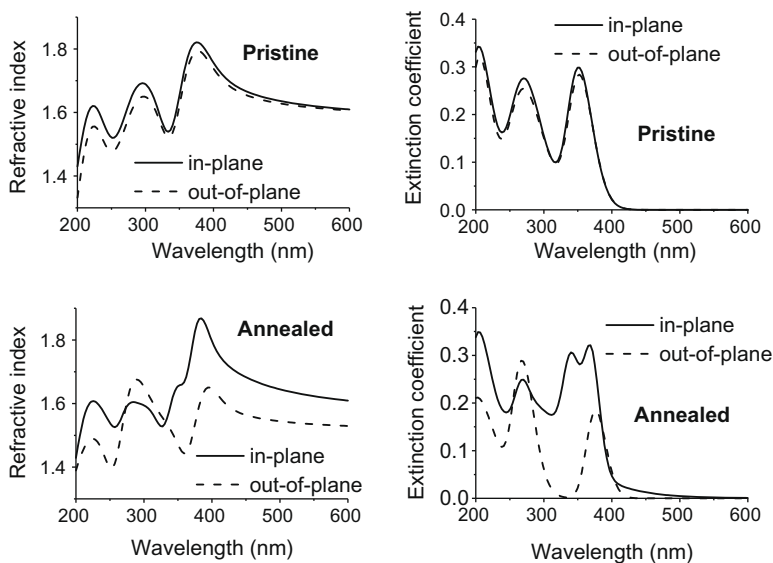 Refractive index
1.8
1.6
1.4
Pristine
in-plane
out-of-plane
200 300 400 500 600
Wavelength (nm)
Extinction coefficient
0.4
0.3
0.2
0.1
0.0
in-plane
out-of-plane
Pristine
200 300 400 500 600
Wavelength (nm)
Refractive index
1.8
1.6
1.4
Annealed
in-plane
out-of-plane
200 300 400 500 600
Wavelength (nm)
Extinction coefficient
0.4
0.3
0.2
0.1
0.0
in-plane
out-of-plane
Annealed
200 300 400 500 600
Wavelength (nm)